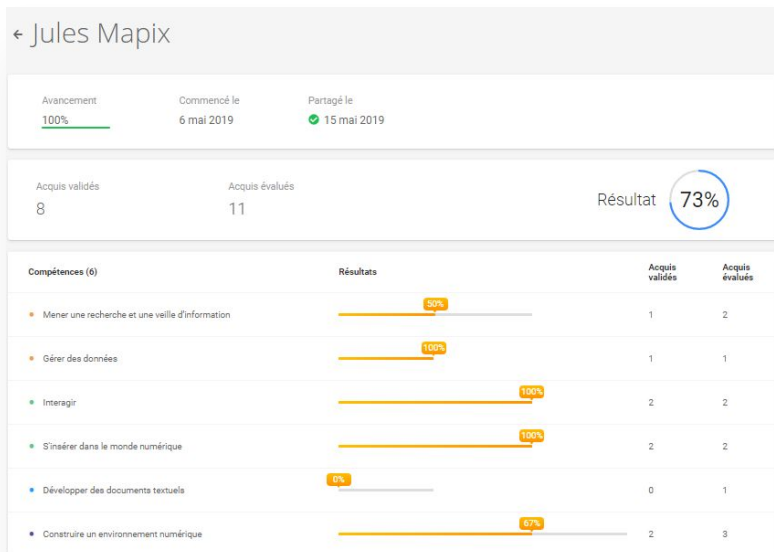 ← Jules Mapix
Avancement Commencé le Partagé le
100% 6 mai 2019 15 mai 2019
Acquis validés Acquis évalués
8 11
Résultat 73%
Compétences (6) Résultats Acquis validés Acquis évalués
Mener une recherche et une veille d'information 50% 1 2
Gérer des données 100% 1 1
Interagir 100% 2 2
S'insérer dans le monde numérique 100% 2 2
Développer des documents textuels 0% 0 1
Construire un environnement numérique 67% 2 3